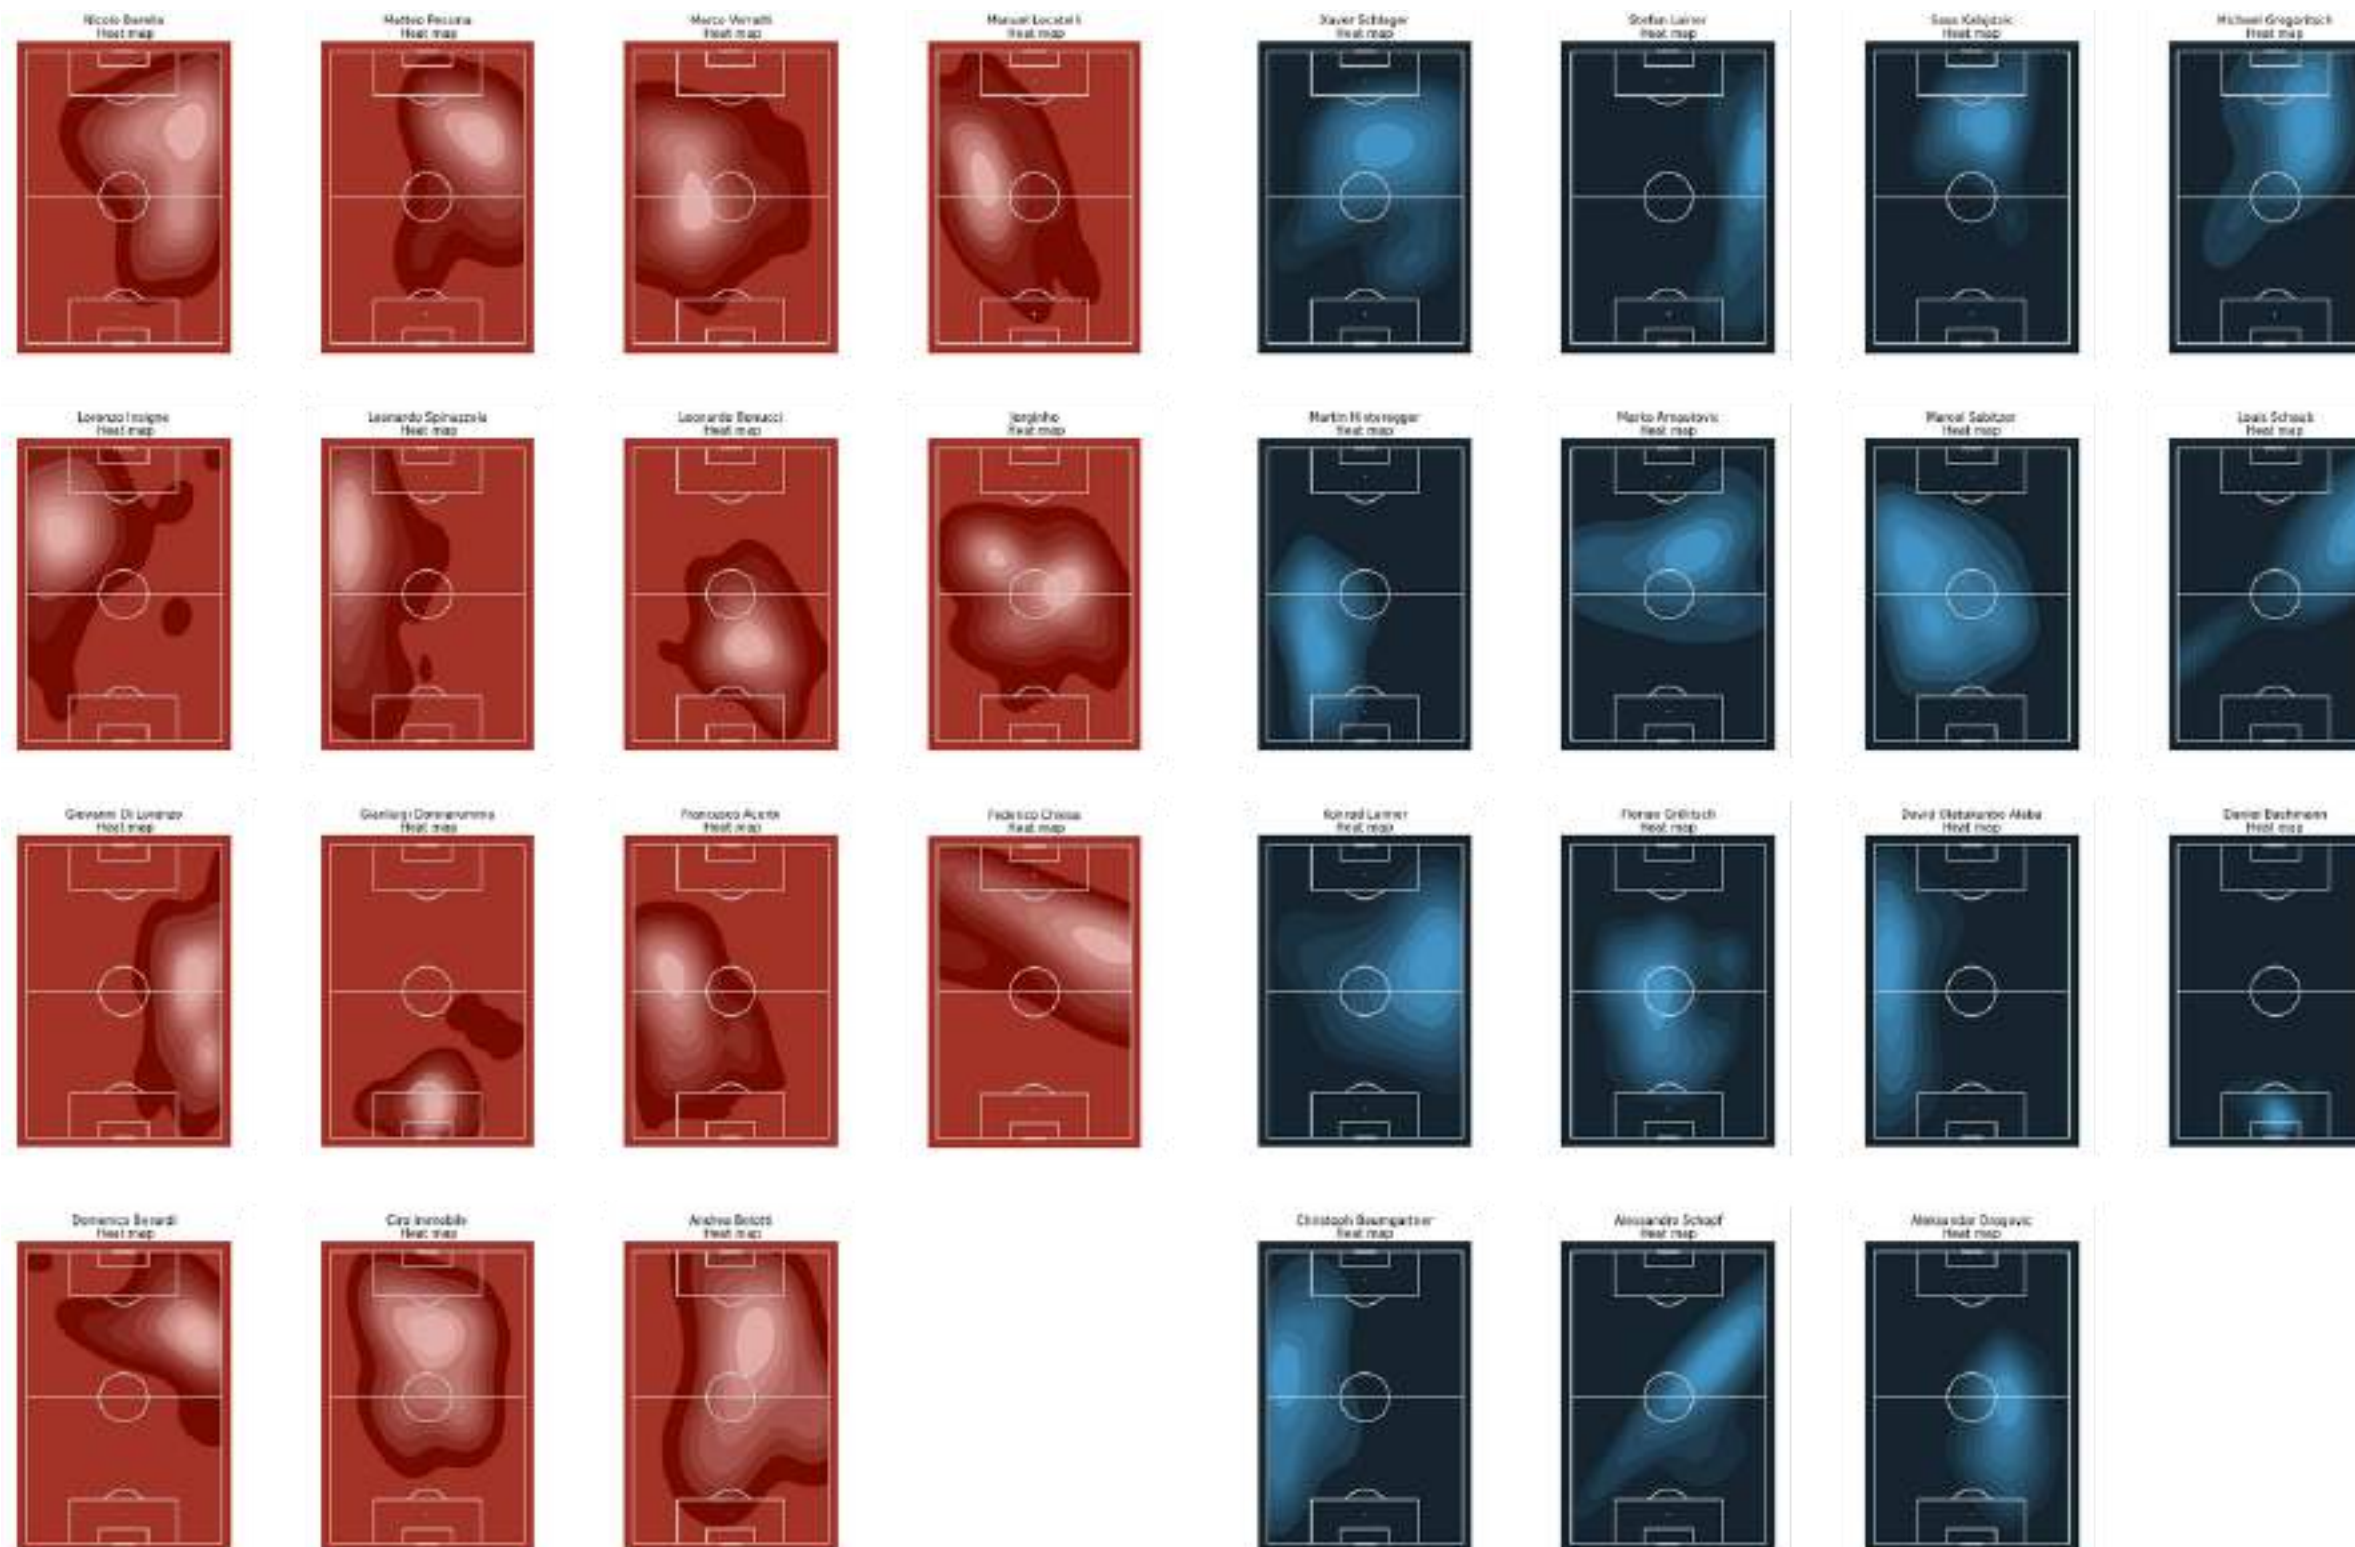 Nicolo Barella
Heat map
Matteo Pessina
Heat map
Marco Verratti
Heat map
Manuel Locatelli
Heat map
Xaver Schlager
Heat map
Stefan Lainer
Heat map
Sasa Kalajdzic
Heat map
Michael Gregoritsch
Heat map
Lorenzo Insigne
Heat map
Leonardo Spinazzola
Heat map
Leonardo Bonucci
Heat map
Jorginho
Heat map
Martin Hinteregger
Heat map
Marko Arnautovic
Heat map
Marcel Sabitzer
Heat map
Louis Schaub
Heat map
Giovanni Di Lorenzo
Heat map
Gianluigi Donnarumma
Heat map
Francesco Acerbi
Heat map
Federico Chiesa
Heat map
Konrad Laimer
Heat map
Florian Grillitsch
Heat map
David Olatukunbo Alaba
Heat map
Daniel Bachmann
Heat map
Domenico Berardi
Heat map
Ciro Immobile
Heat map
Andrea Belotti
Heat map
Christoph Baumgartner
Heat map
Alessandro Schopf
Heat map
Aleksandar Dragovic
Heat map